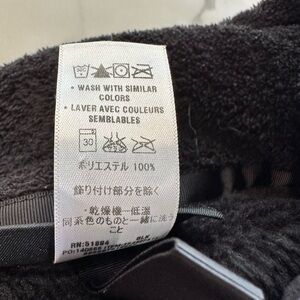 • WASH WITH SIMILAR
COLORS
• LAVER AVEC COULEURS
SEMBLABLES
30
ポリエステル 100%
飾り付け部分を除く
・乾燥機ー低温
同系色のものと一緒に洗う
こと
RN:51884 BLK